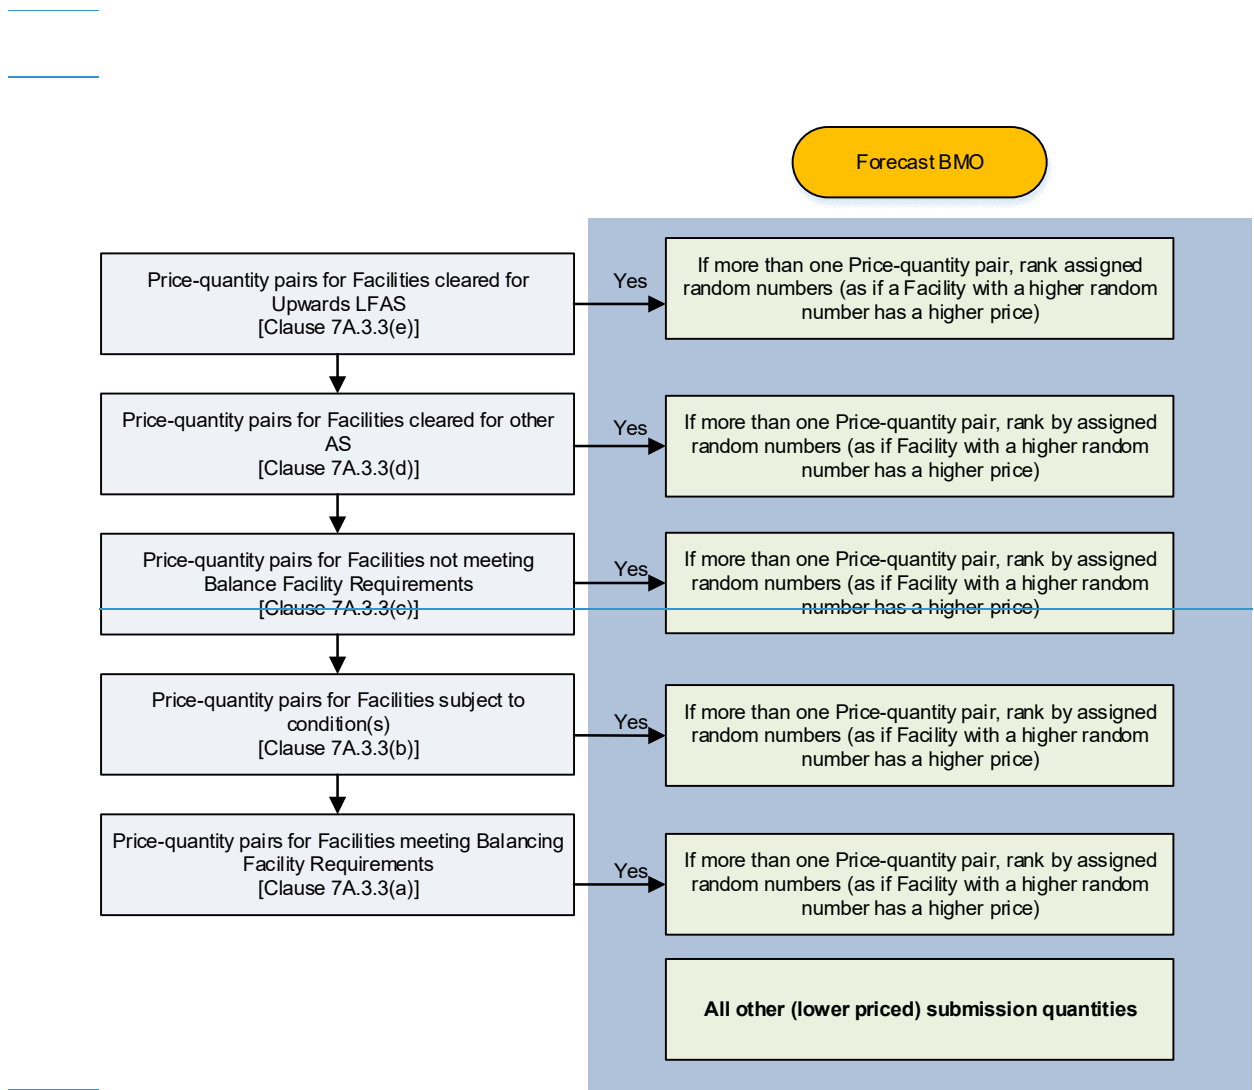 Forecast BMO
Price-quantity pairs for Facilities cleared for
Upwards LFAS
[Clause 7A.3.3(e)]
Yes
If more than one Price-quantity pair, rank assigned
random numbers (as if a Facility with a higher random
number has a higher price)
Price-quantity pairs for Facilities cleared for other
AS
[Clause 7A.3.3(d)]
Yes
If more than one Price-quantity pair, rank by assigned
random numbers (as if Facility with a higher random
number has a higher price)
Price-quantity pairs for Facilities not meeting
Balance Facility Requirements
[Clause 7A.3.3(c)]
Yes
If more than one Price-quantity pair, rank by assigned
random numbers (as if Facility with a higher random
number has a higher price)
Price-quantity pairs for Facilities subject to
condition(s)
[Clause 7A.3.3(b)]
Yes
If more than one Price-quantity pair, rank by assigned
random numbers (as if Facility with a higher random
number has a higher price)
Price-quantity pairs for Facilities meeting Balancing
Facility Requirements
[Clause 7A.3.3(a)]
Yes
If more than one Price-quantity pair, rank by assigned
random numbers (as if Facility with a higher random
number has a higher price)
All other (lower priced) submission quantities